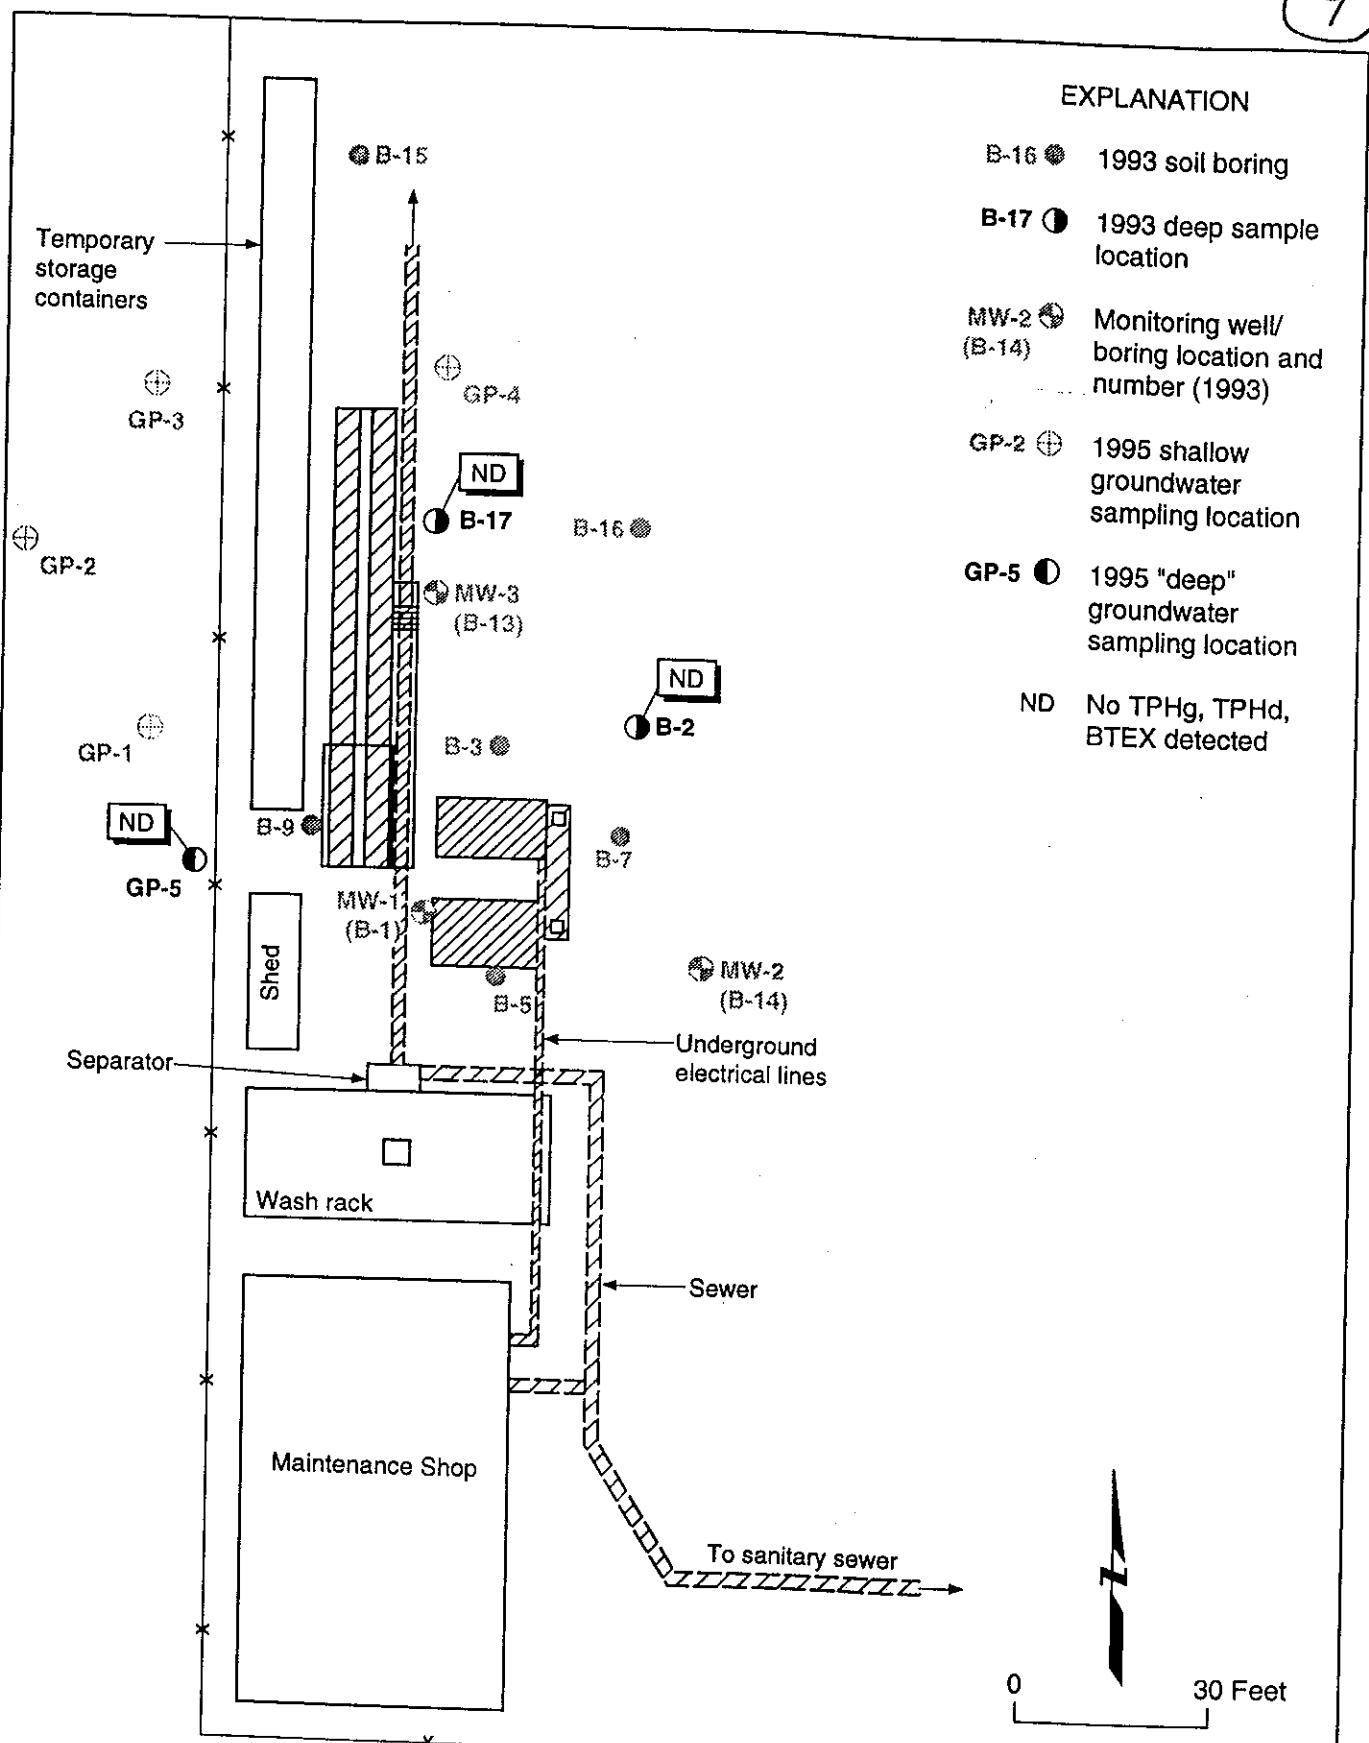 7
EXPLANATION
B-16 1993 soil boring
B-17 1993 deep sample
location
MW-2 Monitoring well/
(B-14) boring location and
number (1993)
GP-2 1995 shallow
groundwater
sampling location
GP-5 1995 "deep"
groundwater
sampling location
ND No TPHg, TPHd,
BTEX detected
B-15
Temporary
storage
containers
GP-3
GP-4
ND
B-17
B-16
GP-2
MW-3
(B-13)
ND
B-2
B-3
GP-1
ND
B-9
B-7
GP-5
MW-1
(B-1)
Shed
MW-2
(B-14)
B-5
Underground
electrical lines
Separator
Wash rack
Sewer
Maintenance Shop
To sanitary sewer
Z
0 30 Feet